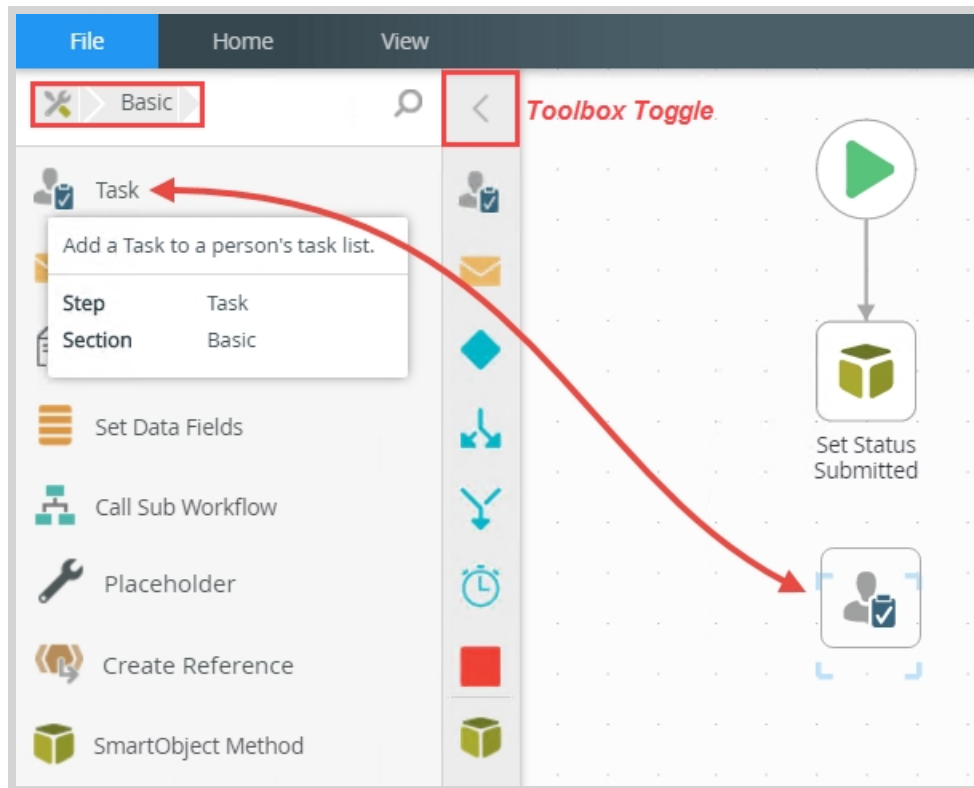 File Home View
Basic
Toolbox Toggle
Task
Add a Task to a person's task list.
Step Task
Section Basic
Set Data Fields
Call Sub Workflow
Placeholder
Create Reference
SmartObject Method
Set Status
Submitted